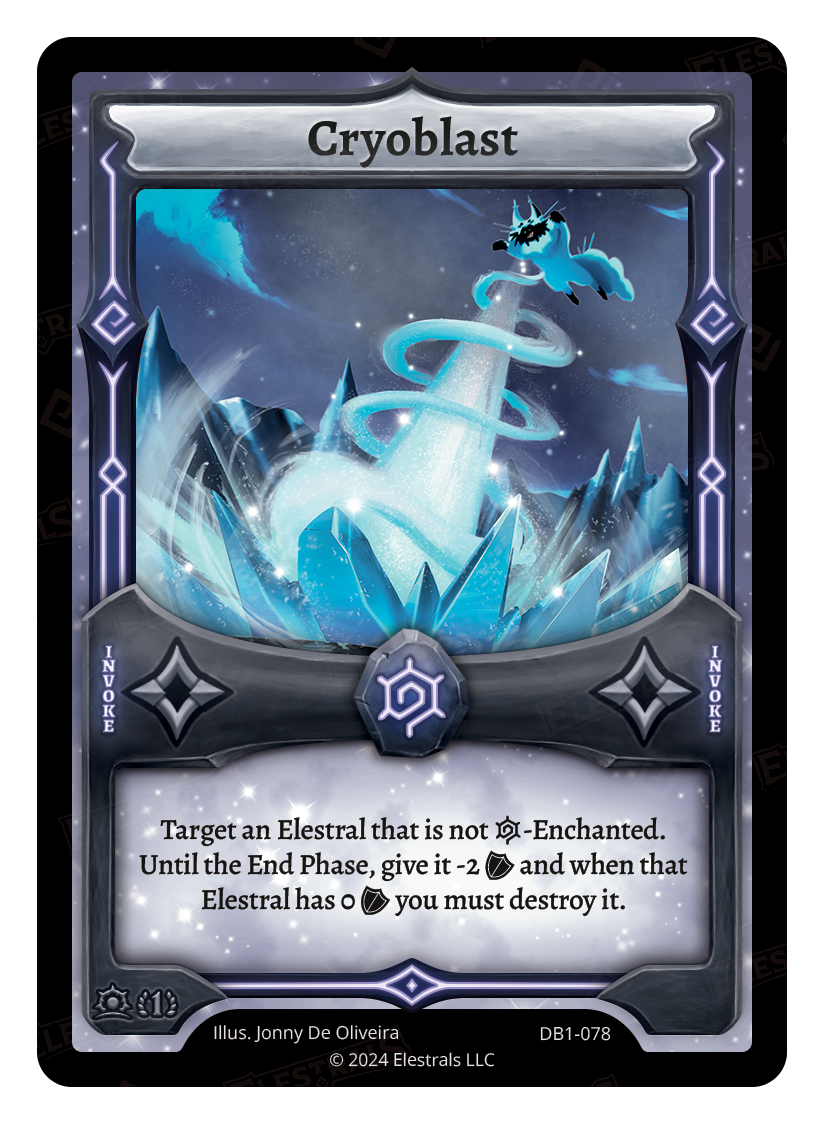 Cryoblast
INVOKE
INVOKE
Target an Elestral that is not -Enchanted.
Until the End Phase, give it -2 and when that
Elestral has 0 you must destroy it.
1
Illus. Jonny De Oliveira
DB1-078
© 2024 Elestrals LLC